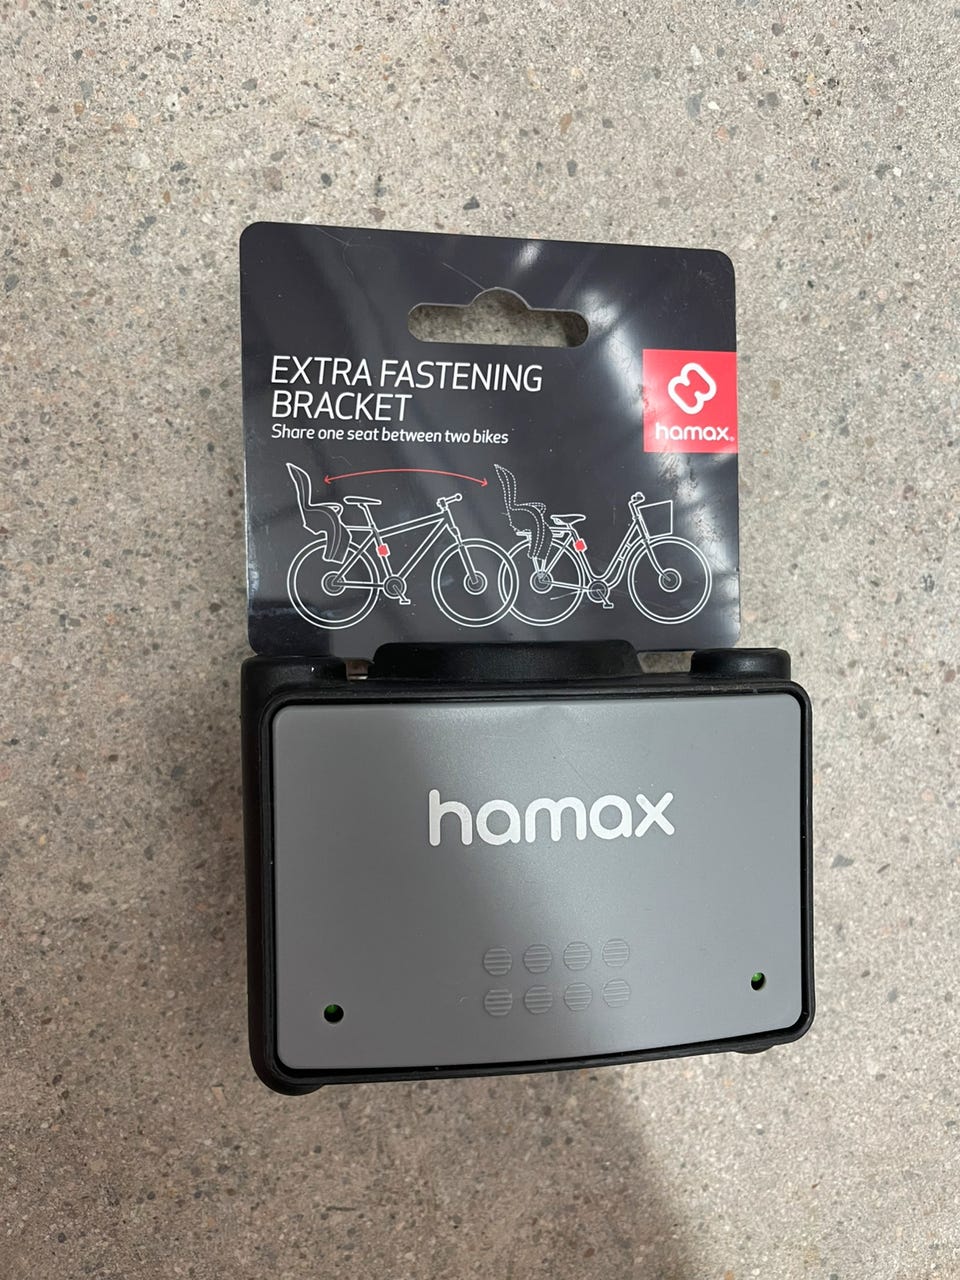 EXTRA FASTENING
BRACKET
Share one seat between two bikes
hamax®
hamax